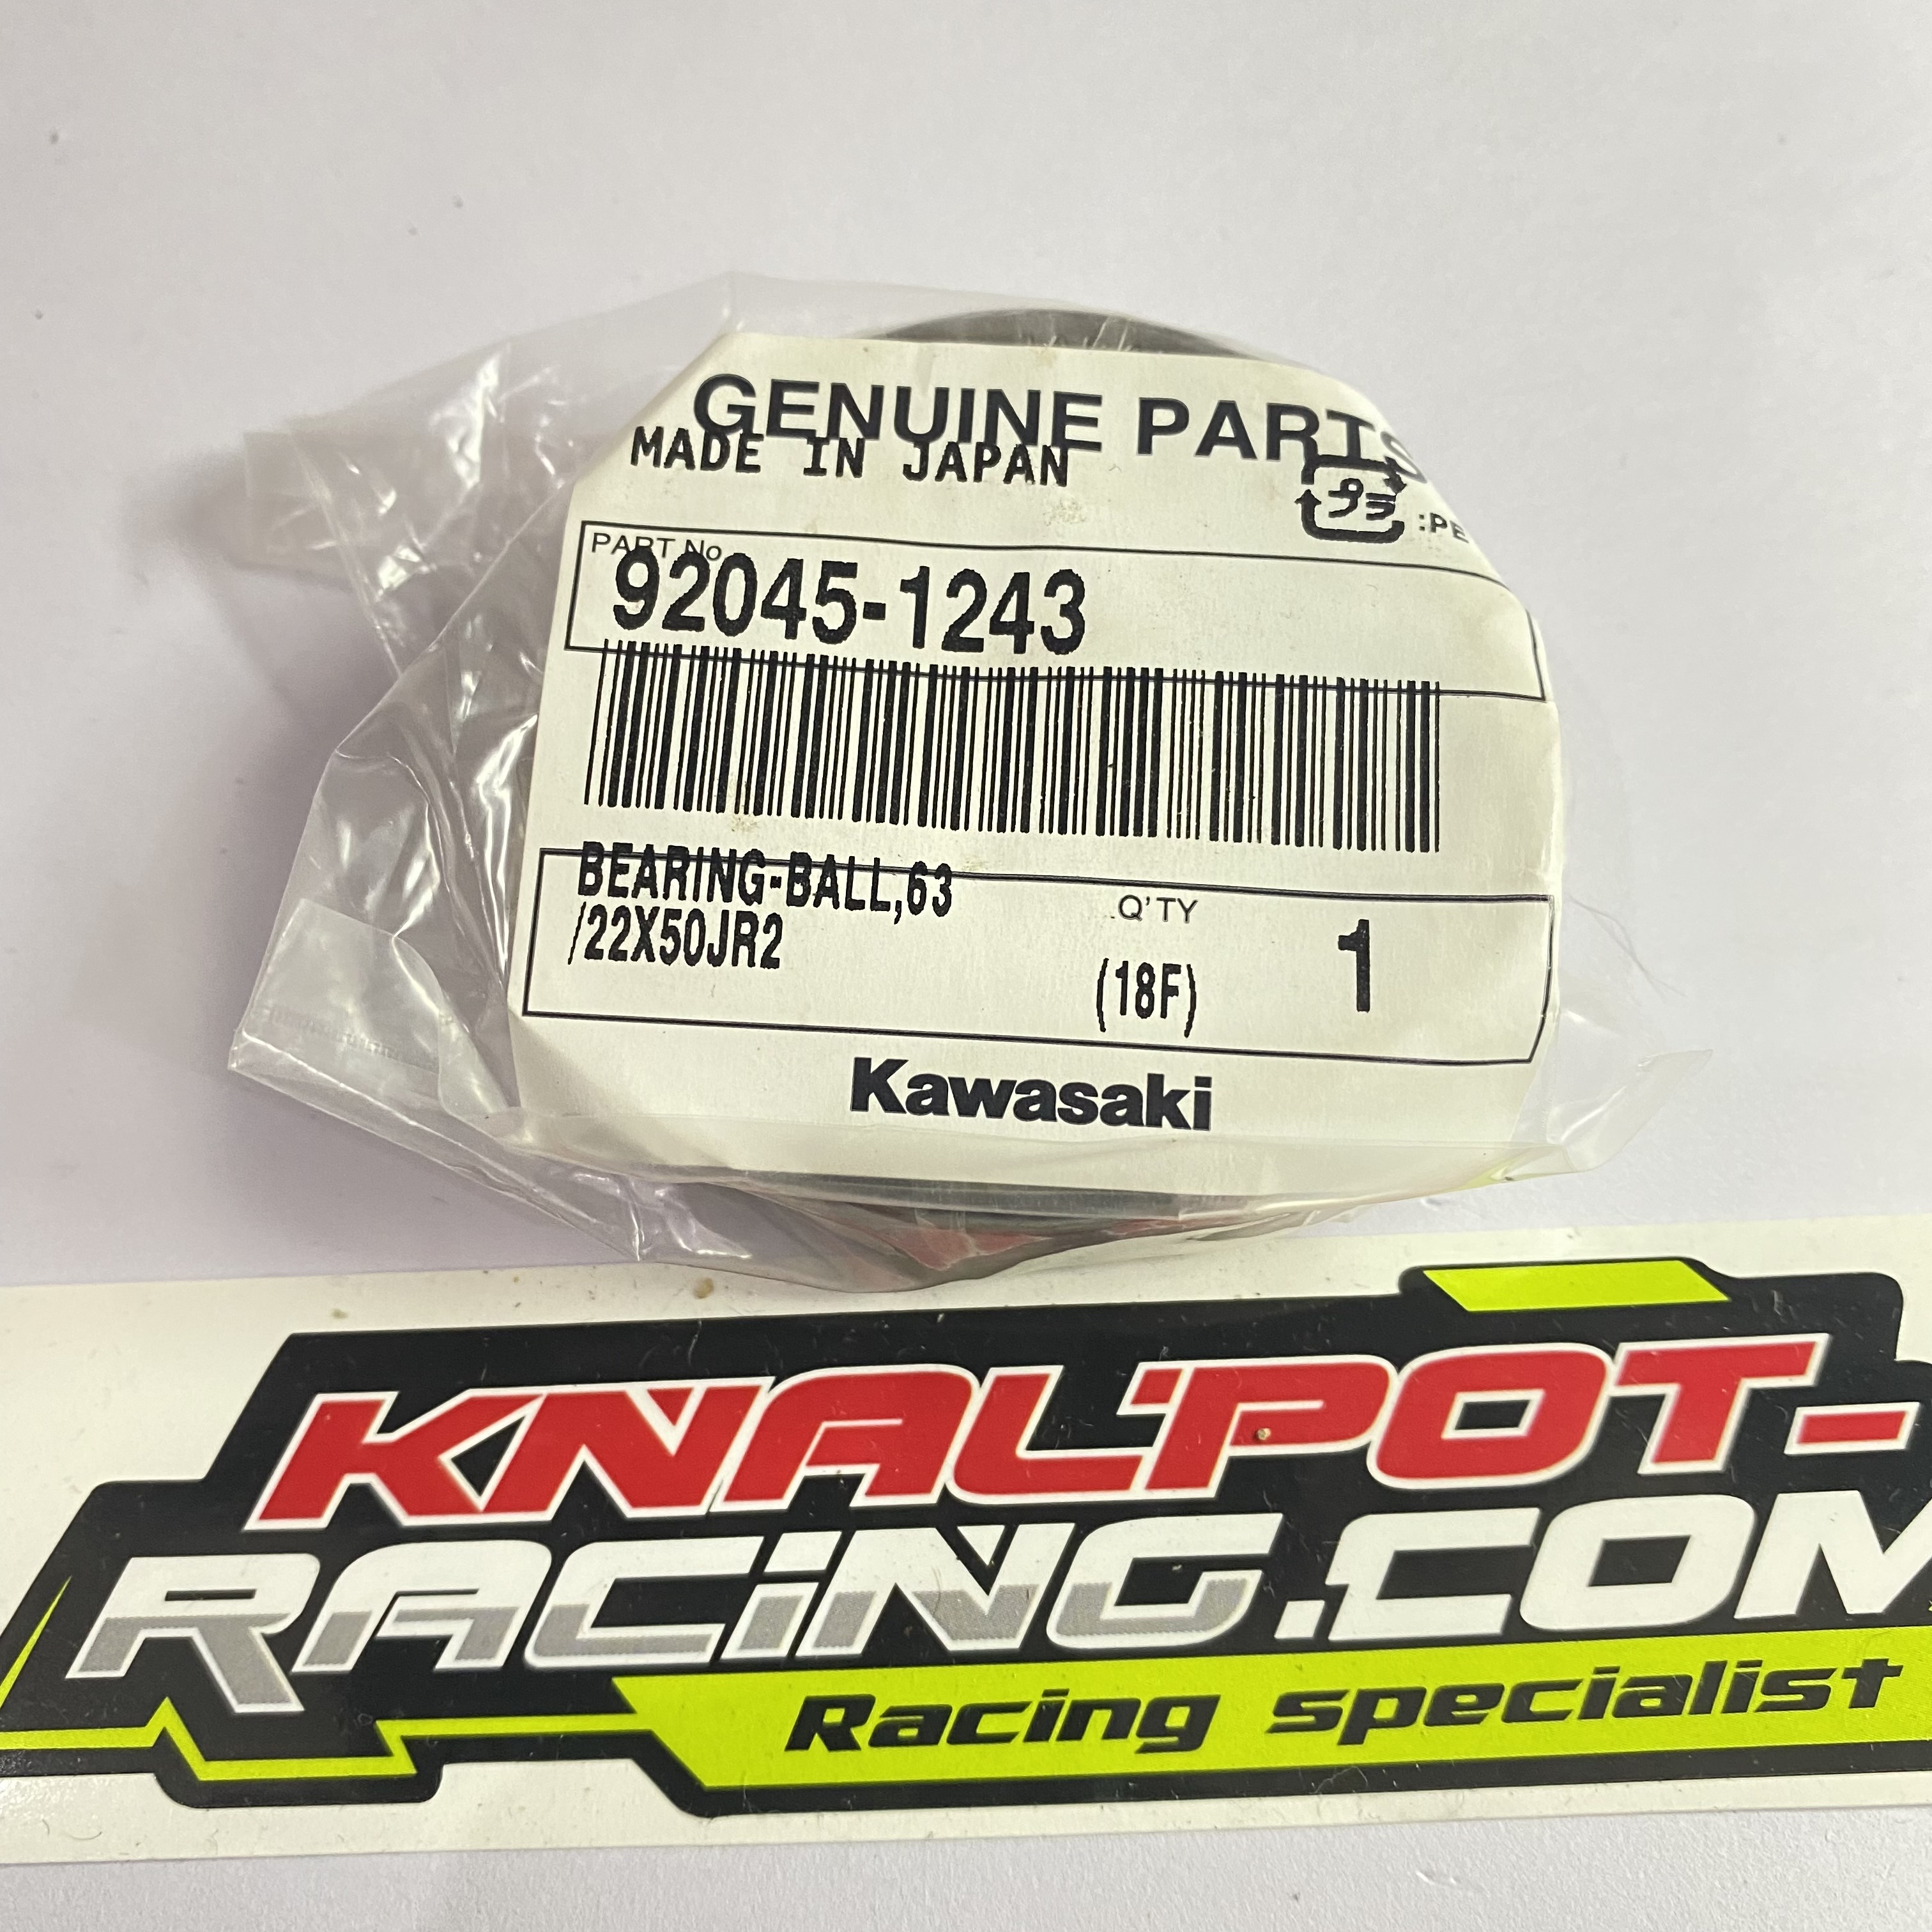 GENUINE PARTS
MADE IN JAPAN
プラ :PE
PART No.
92045-1243
BEARING-BALL,63
/22X50JR2
Q'TY
(18F)
1
Kawasaki
KNALPOT-
RACING.COM
Racing specialist